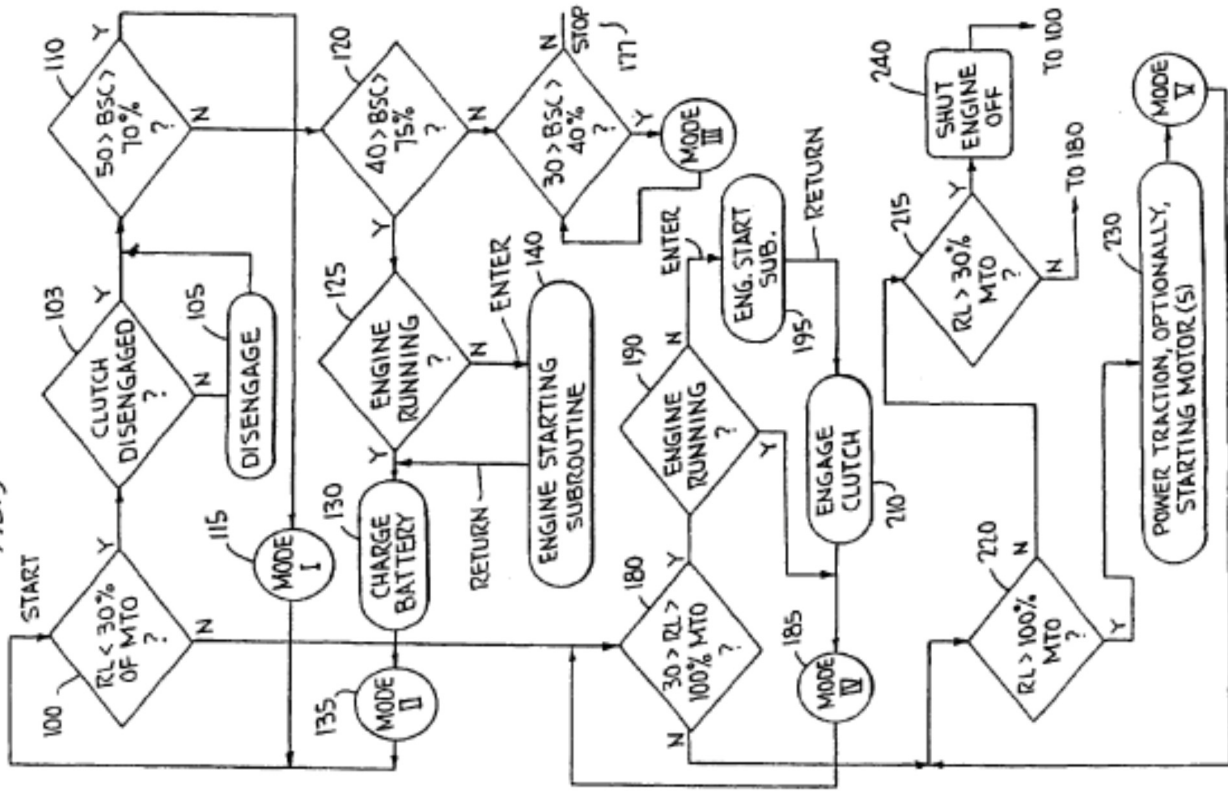 START
100
RL < 30%
OF MTO
?
Y
N
103
CLUTCH
DISENGAGED
?
Y
N
105
DISENGAGE
110
50 > BSC >
70%
?
Y
N
115
MODE
I
120
40 > BSC >
75%
?
Y
N
125
ENGINE
RUNNING
?
Y
N
ENTER
140
ENGINE STARTING
SUBROUTINE
RETURN
130
CHARGE
BATTERY
135
MODE
II
30 > BSC >
40%
?
N
STOP
177
Y
MODE
III
180
30 > RL >
100% MTO
?
Y
N
190
ENGINE
RUNNING
?
N
Y
ENTER
ENG. START
SUB.
195
RETURN
ENGAGE
CLUTCH
210
185
MODE
IV
220
RL > 100%
MTO
?
N
Y
215
RL > 30%
MTO
?
Y
N
TO 180
240
SHUT
ENGINE
OFF
TO 100
230
POWER TRACTION, OPTIONALLY,
STARTING MOTOR(S)
MODE
V